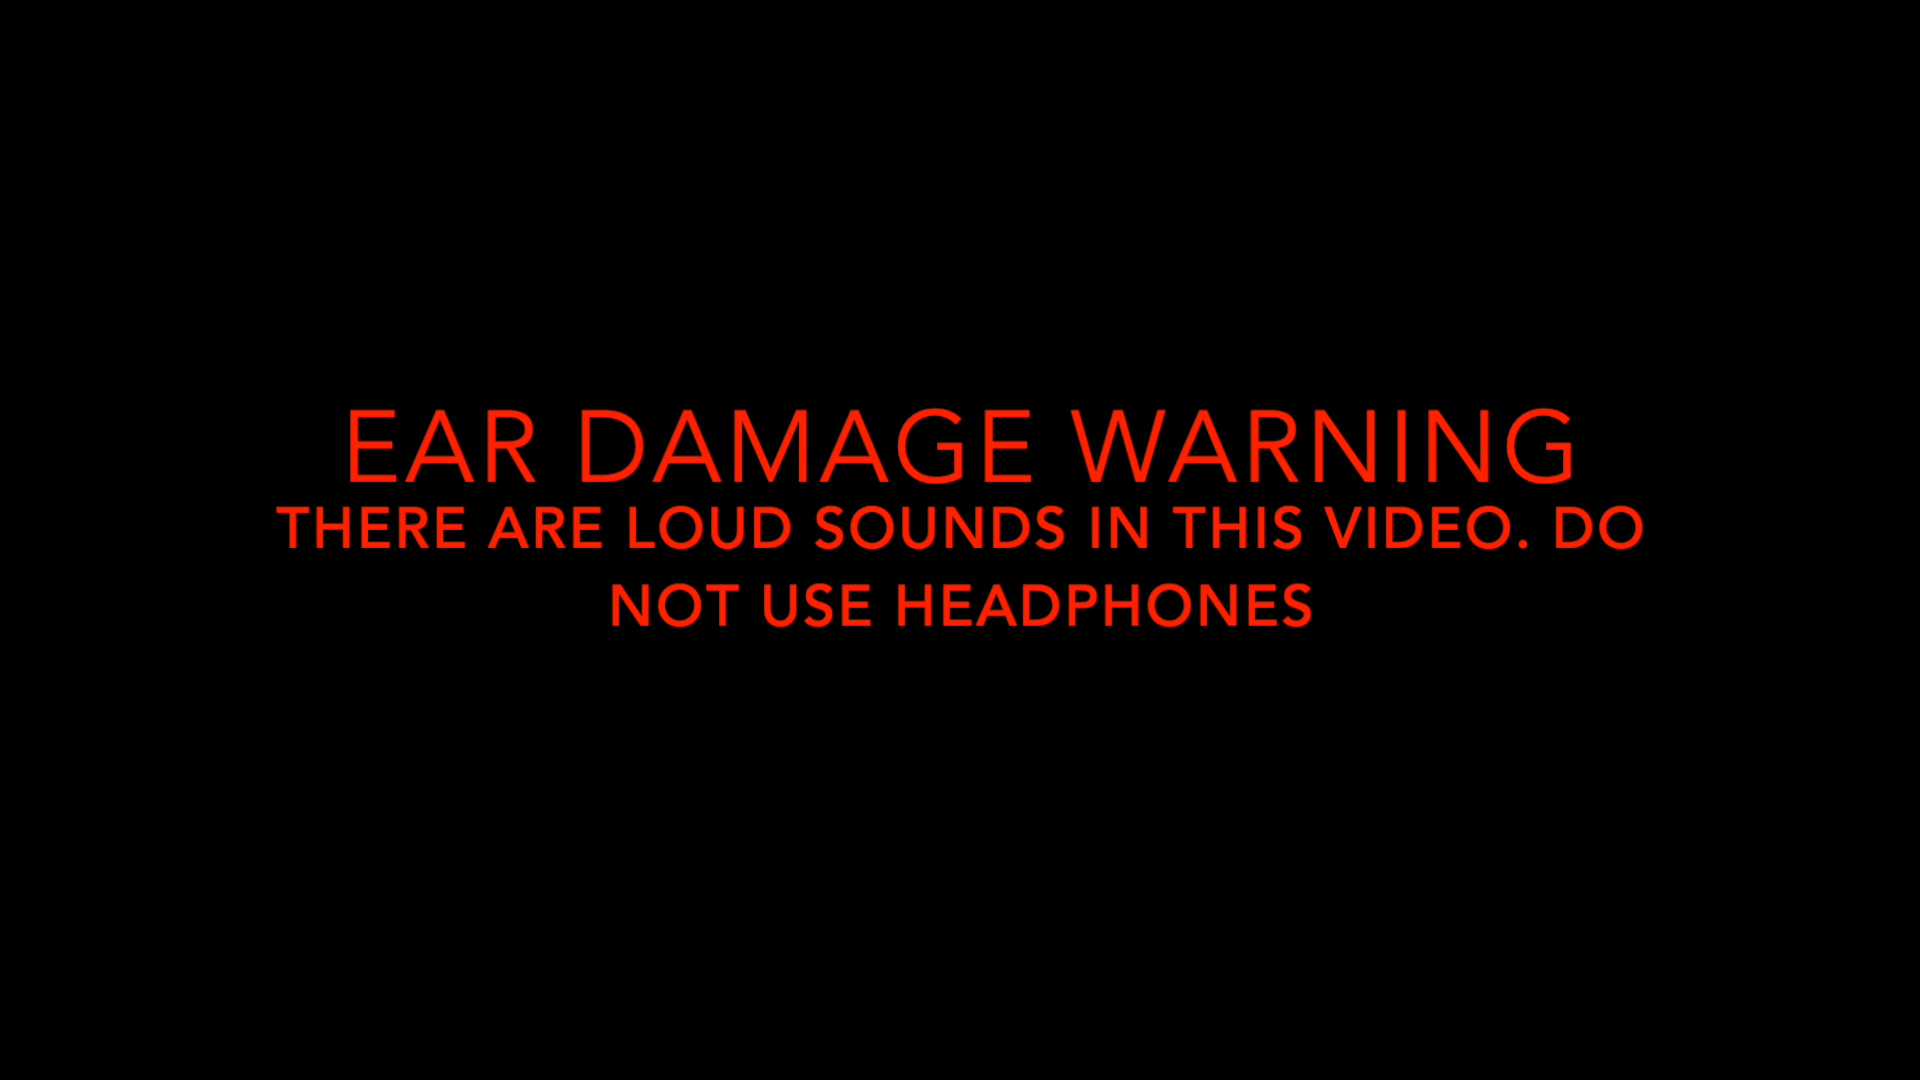 EAR DAMAGE WARNING
THERE ARE LOUD SOUNDS IN THIS VIDEO. DO
NOT USE HEADPHONES